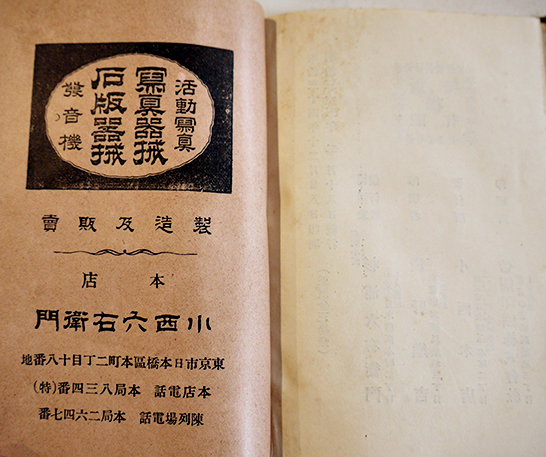 活動寫眞
寫眞器械
石版器械
發音機
製造及販賣
本店
小西六右衛門
東京市日本橋區本町二丁目十八番地
本店電話 本局八三四番(特)
陳列場電話 本局二六四七番